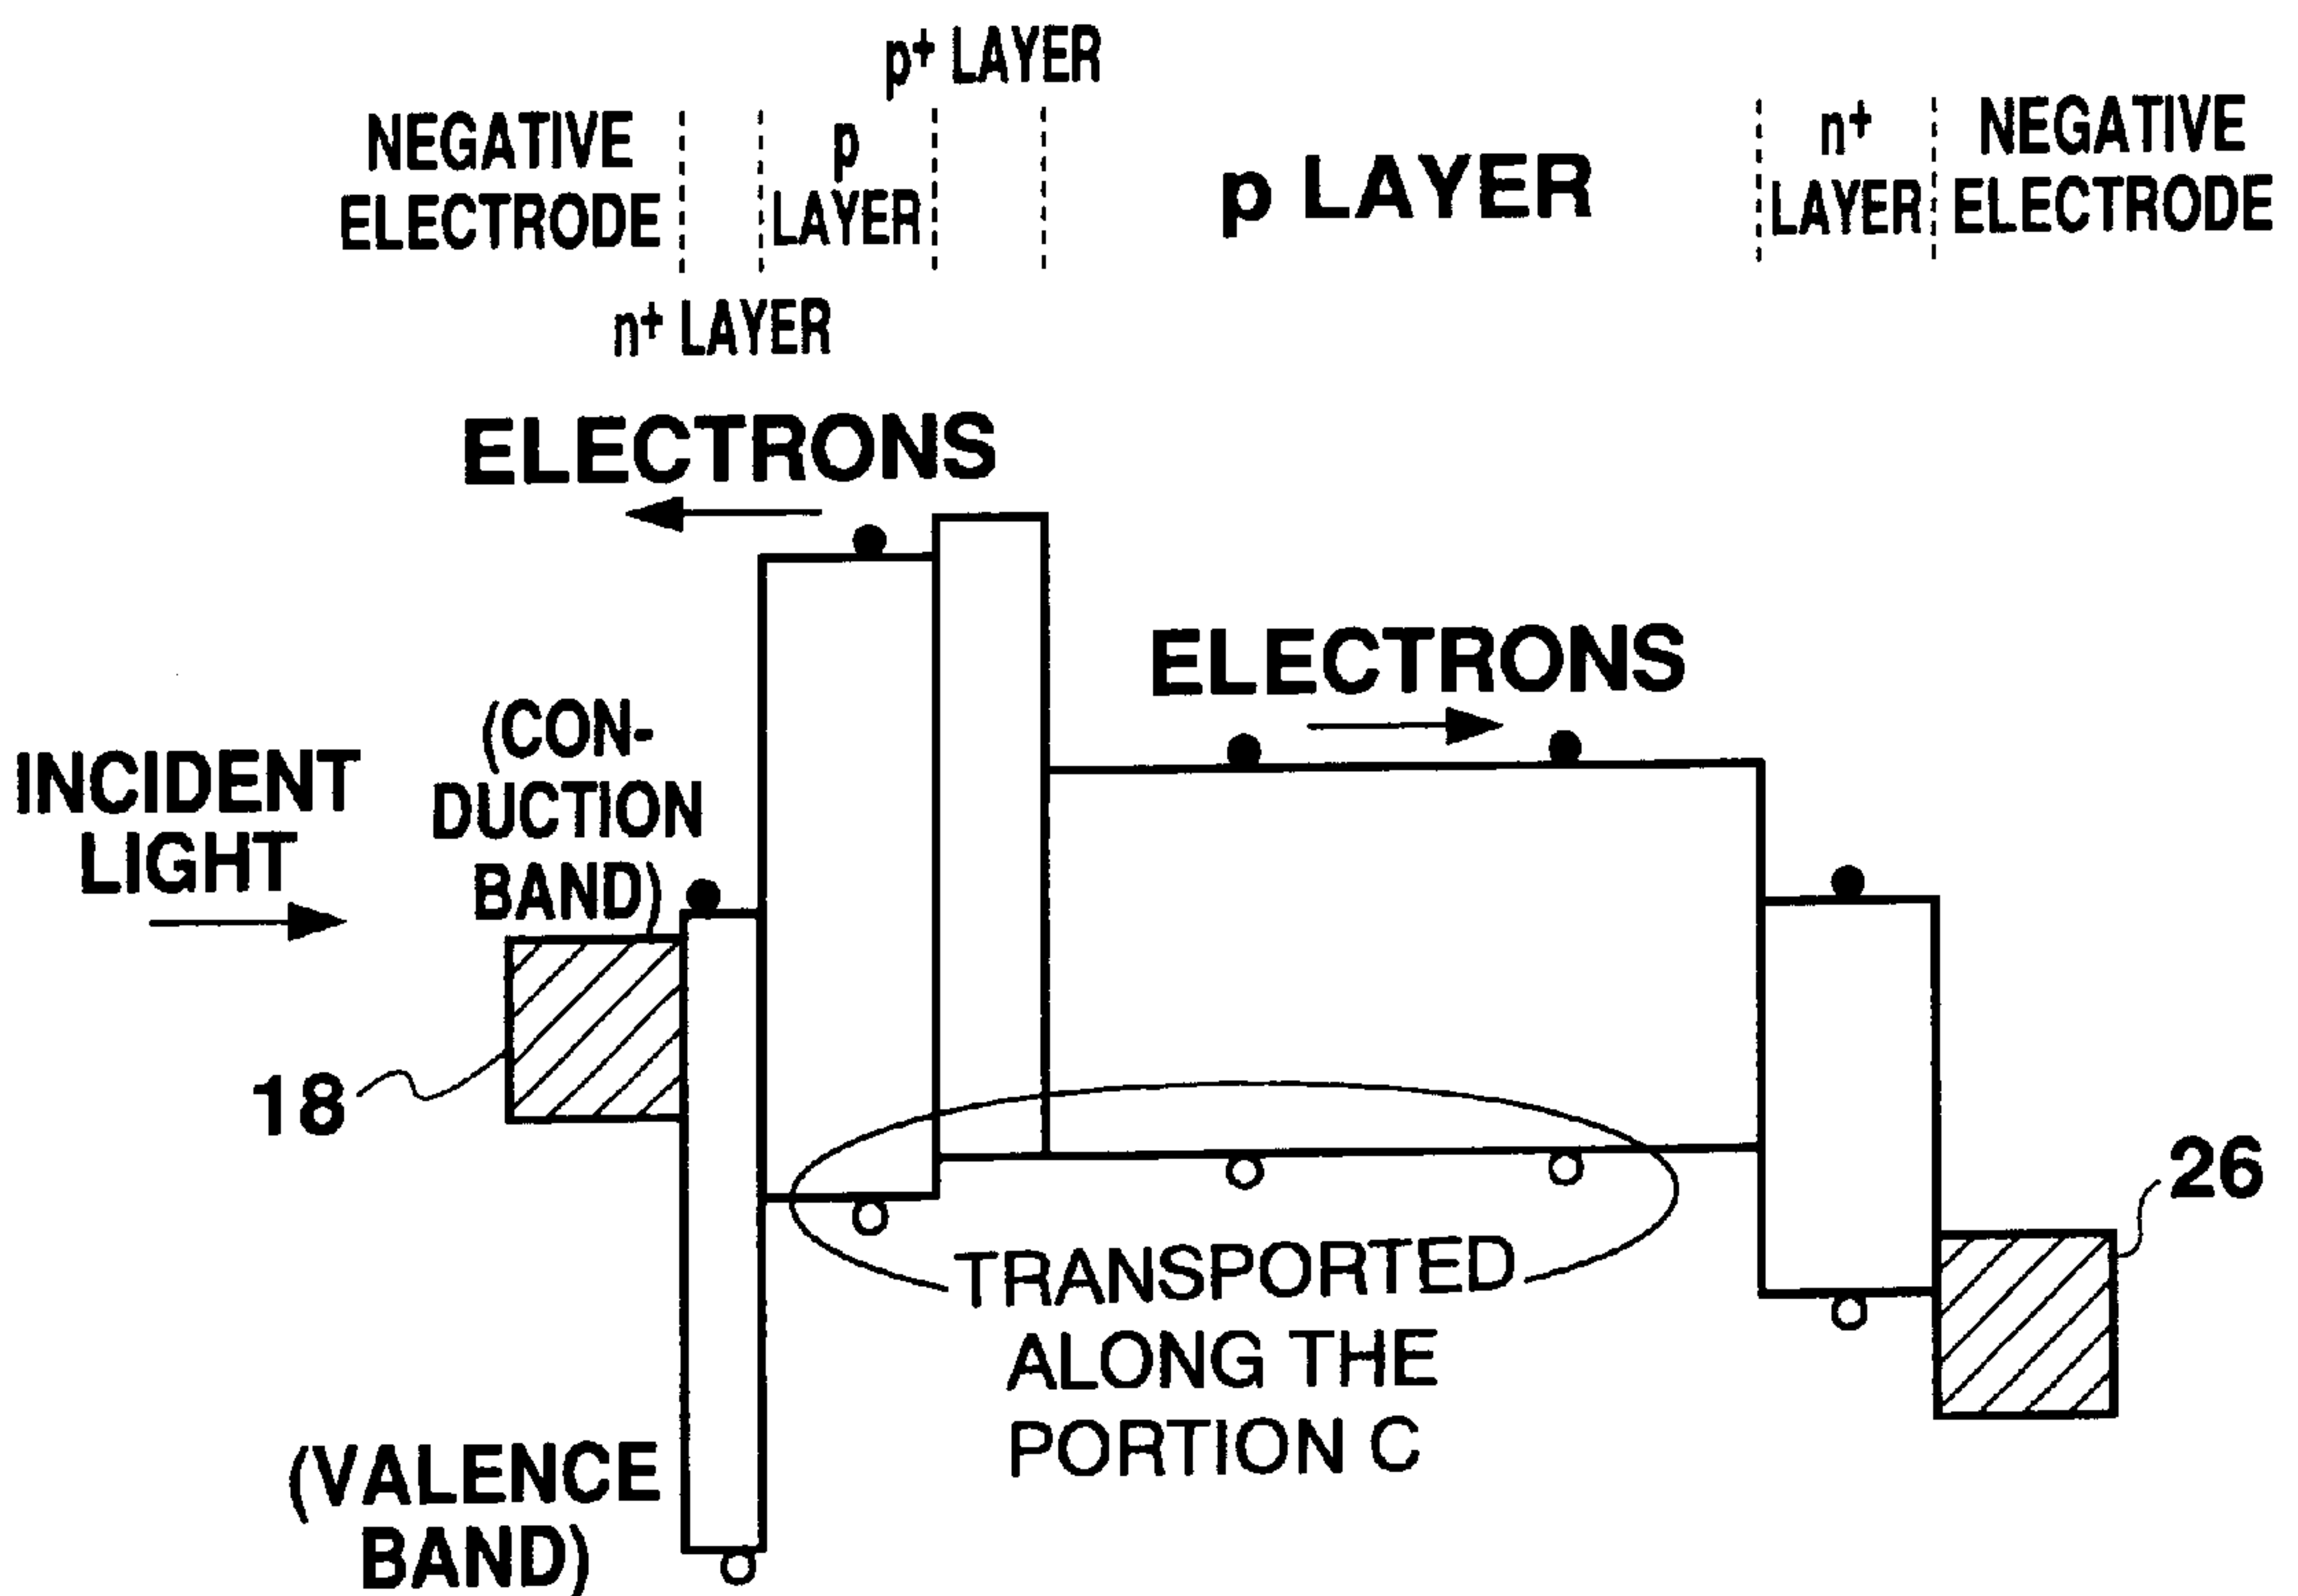 p+ LAYER
NEGATIVE
ELECTRODE
p
LAYER
p LAYER
n+
LAYER
NEGATIVE
ELECTRODE
n+ LAYER
ELECTRONS
ELECTRONS
(CON-
DUCTION
BAND)
INCIDENT
LIGHT
18
26
TRANSPORTED
ALONG THE
PORTION C
(VALENCE
BAND)